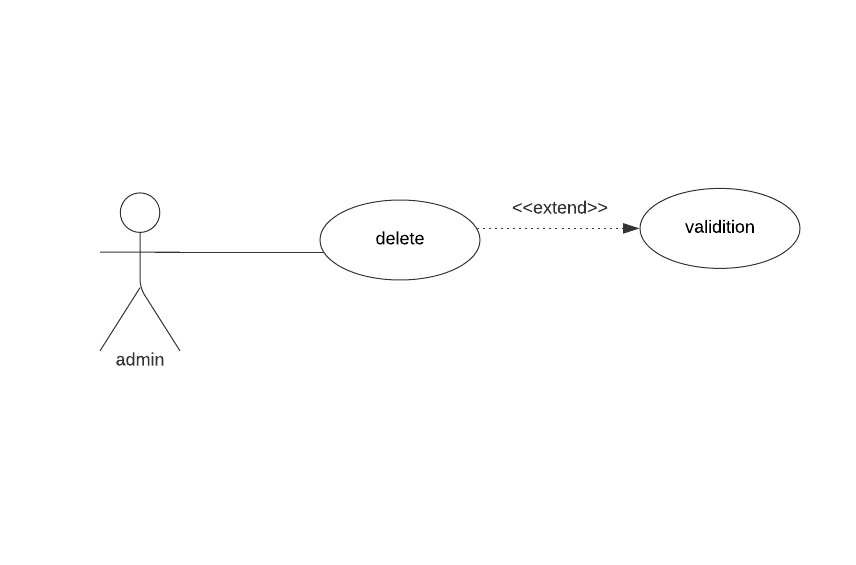 <<extend>>
delete
validition
admin